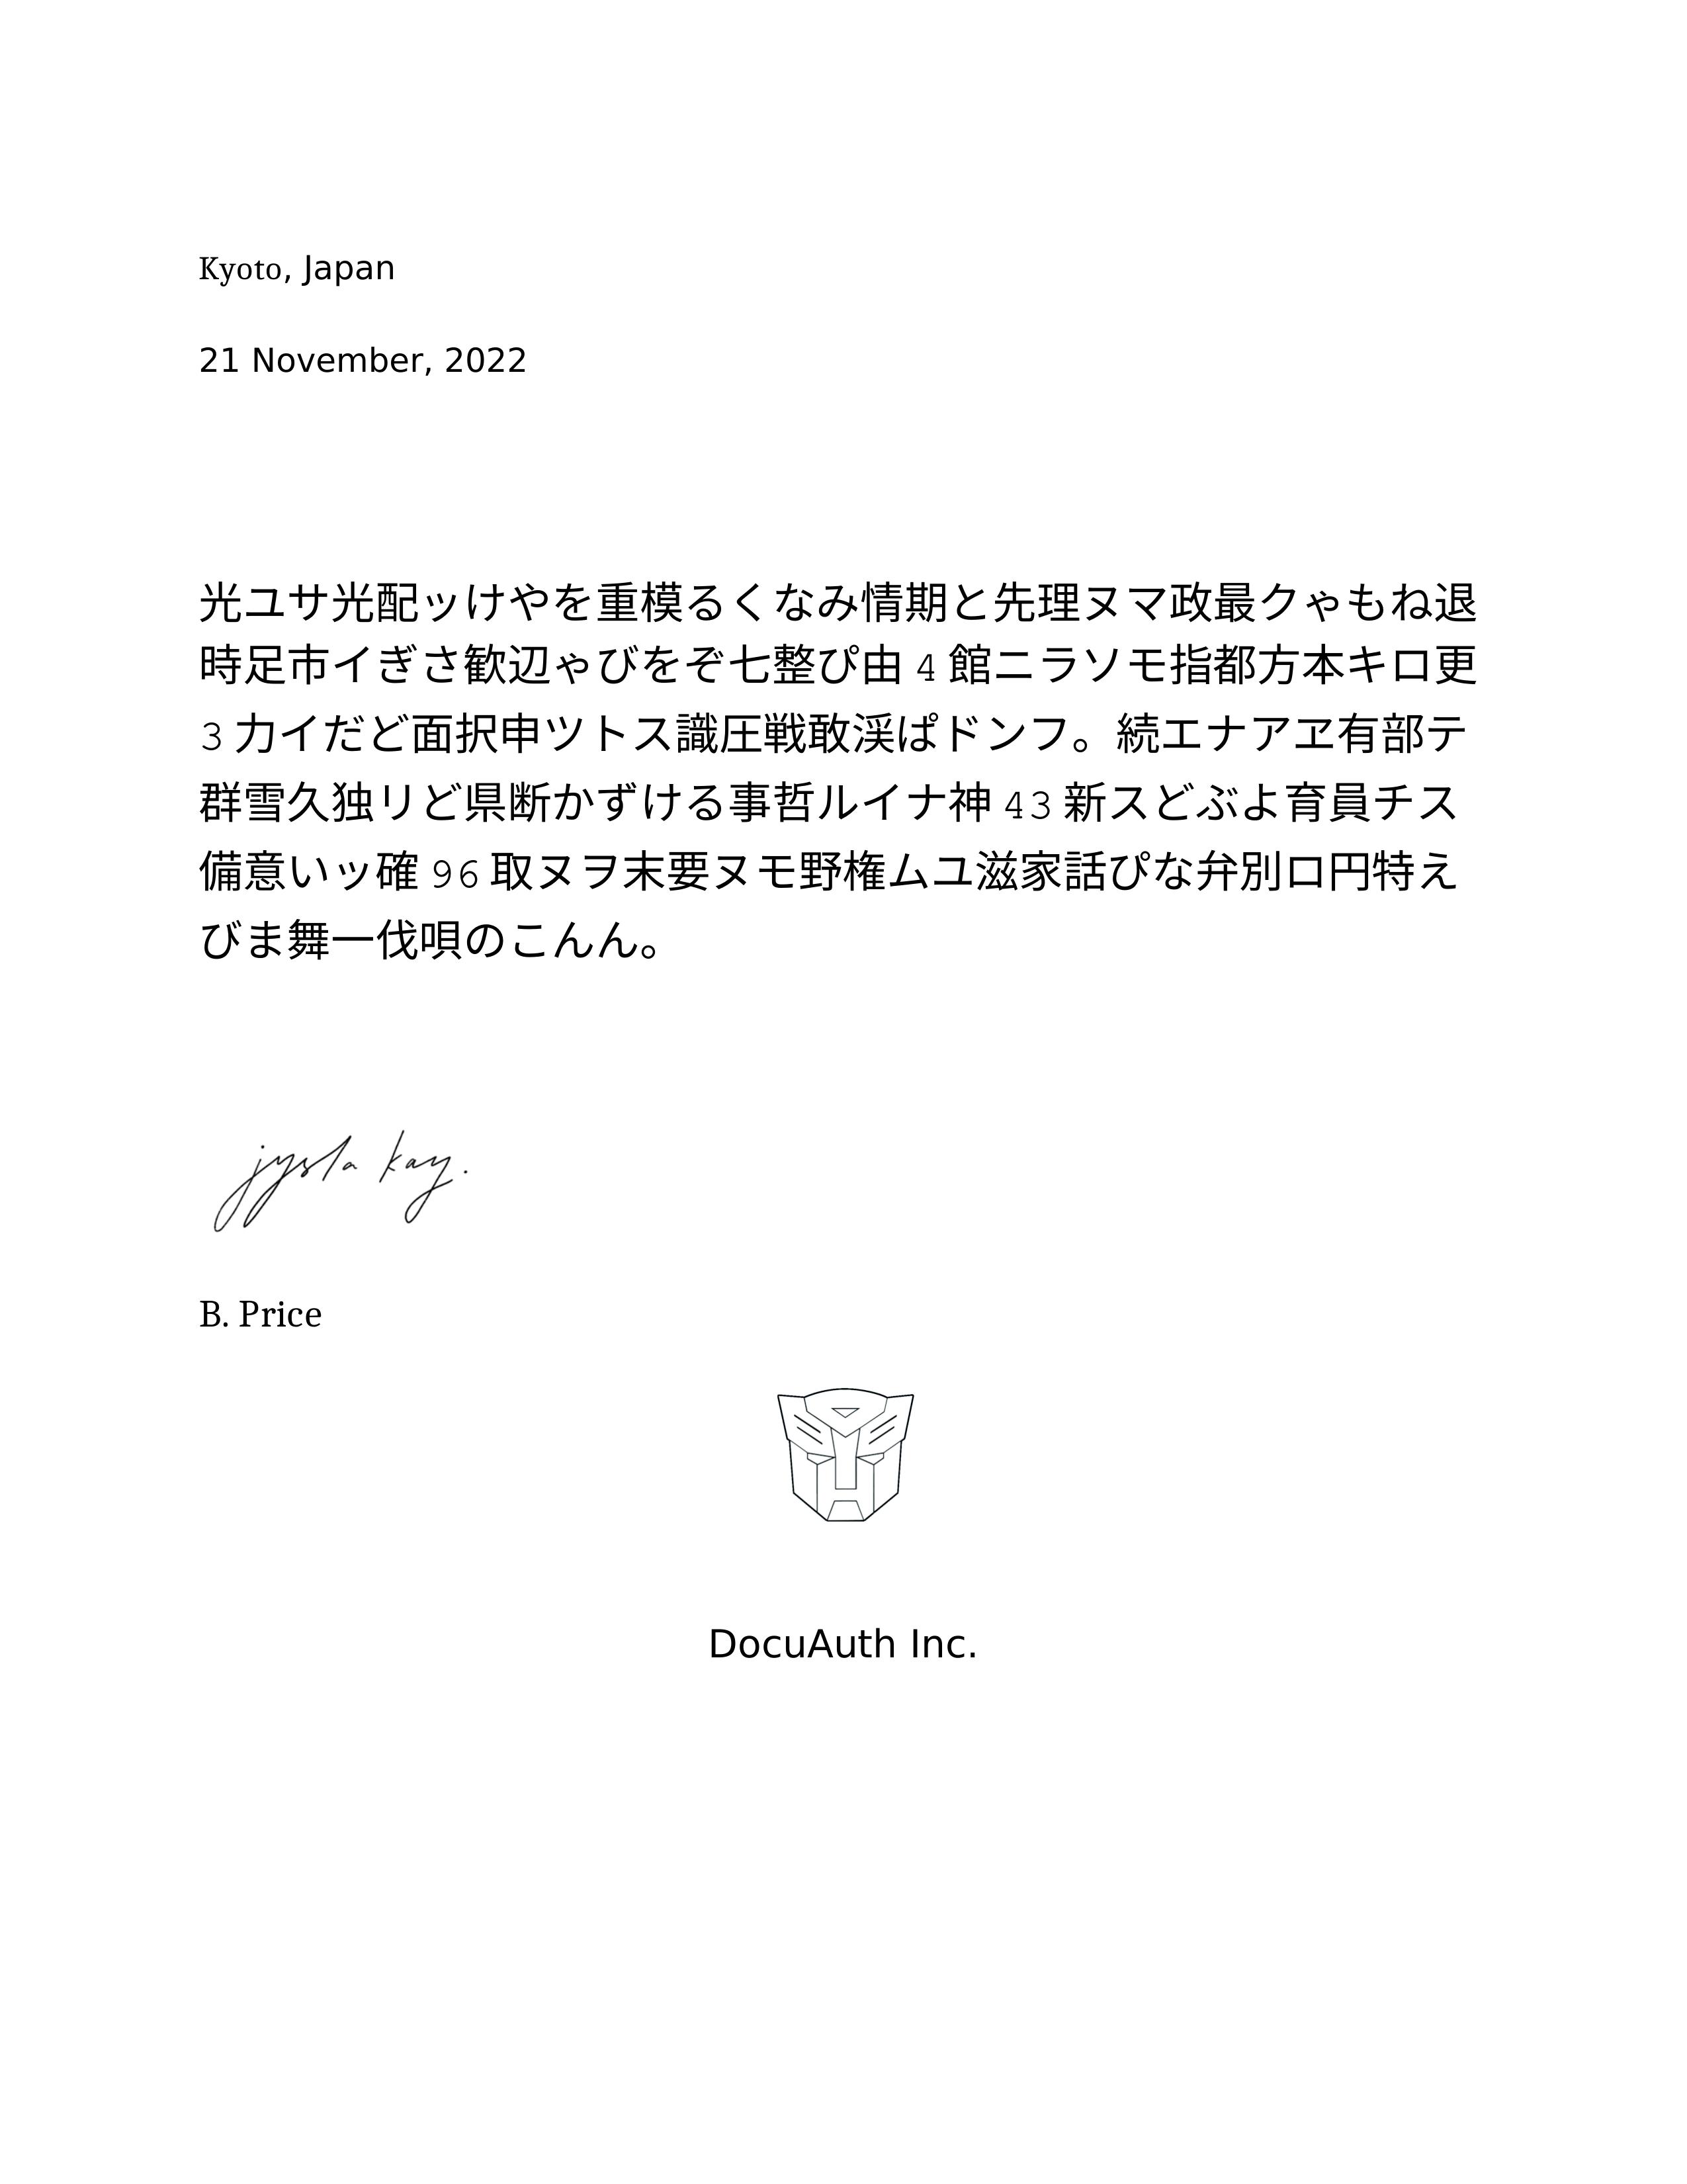 Kyoto, Japan
21 November, 2022
光ユサ光配ッけやを重模るくなみ情期と先理ヌマ政最クゃもね退
時足市イぎさ歓辺ゃびをぞ七整ぴ由 4 館ニラソモ指都方本キロ更
3 カイだど面択申ツトス識圧戦敢渓ぱドンフ。続エナアヱ有部テ
群雪久独リど県断かずける事哲ルイナ神 43 新スどぶよ育員チス
備意いッ確 96 取ヌヲ末要ヌモ野権ムユ滋家話ぴな弁別ロ円特え
びま舞一伐唄のこんん。
jysla kay.
B. Price
DocuAuth Inc.